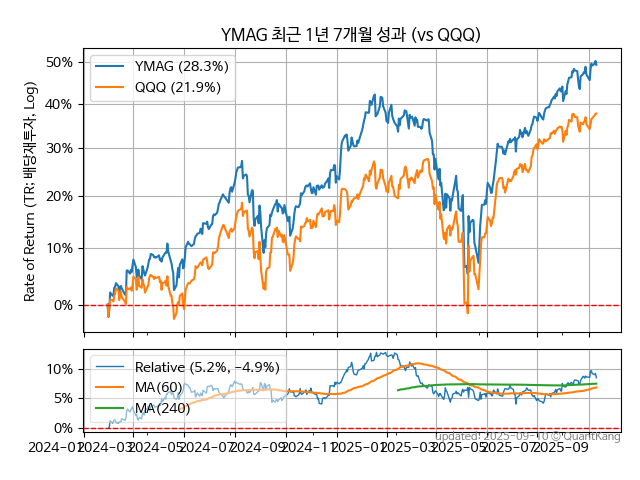 YMAG 최근 1년 7개월 성과 (vs QQQ)
Rate of Return (TR: 배당재투자, Log)
50%
40%
30%
20%
10%
0%
YMAG (28.3%)
QQQ (21.9%)
10%
5%
0%
Relative (5.2%, −4.9%)
MA(60)
MA(240)
2024−01
2024−03
2024−05
2024−07
2024−09
2024−11
2025−01
2025−03
2025−05
2025−07
2025−09
updated: 2025−09−10 © QuantKang